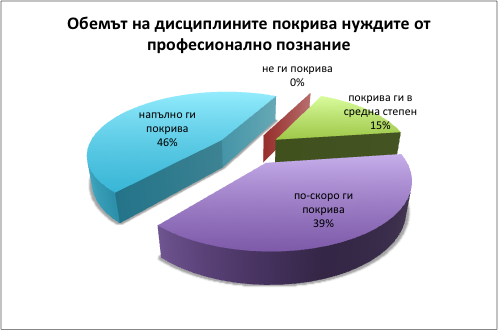 Обемът на дисциплините покрива нуждите от
професионално познание
не ги покрива
0%
покрива ги в
средна степен
15%
напълно ги
покрива
46%
по-скоро ги
покрива
39%